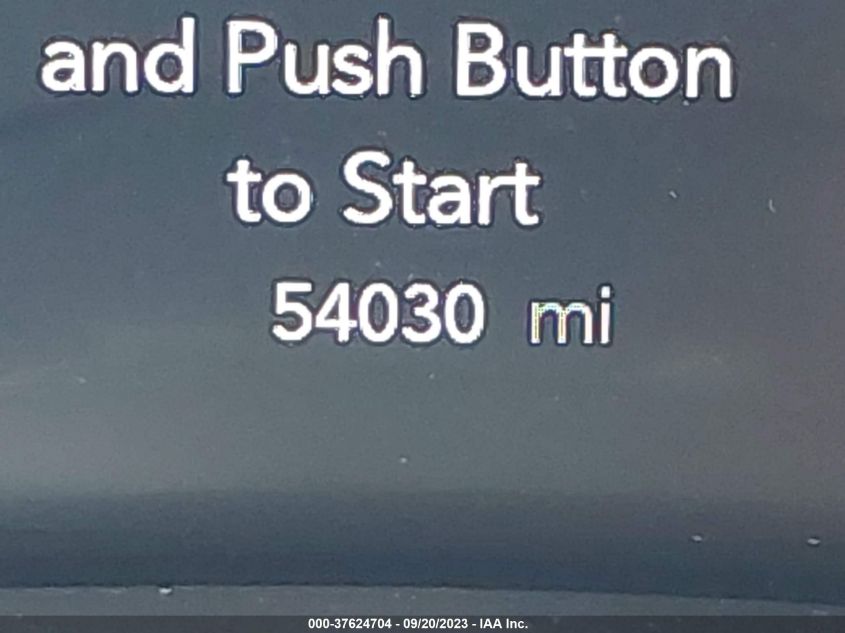 and Push Button
to Start
54030 mi
000-37624704 - 09/20/2023 - IAA Inc.